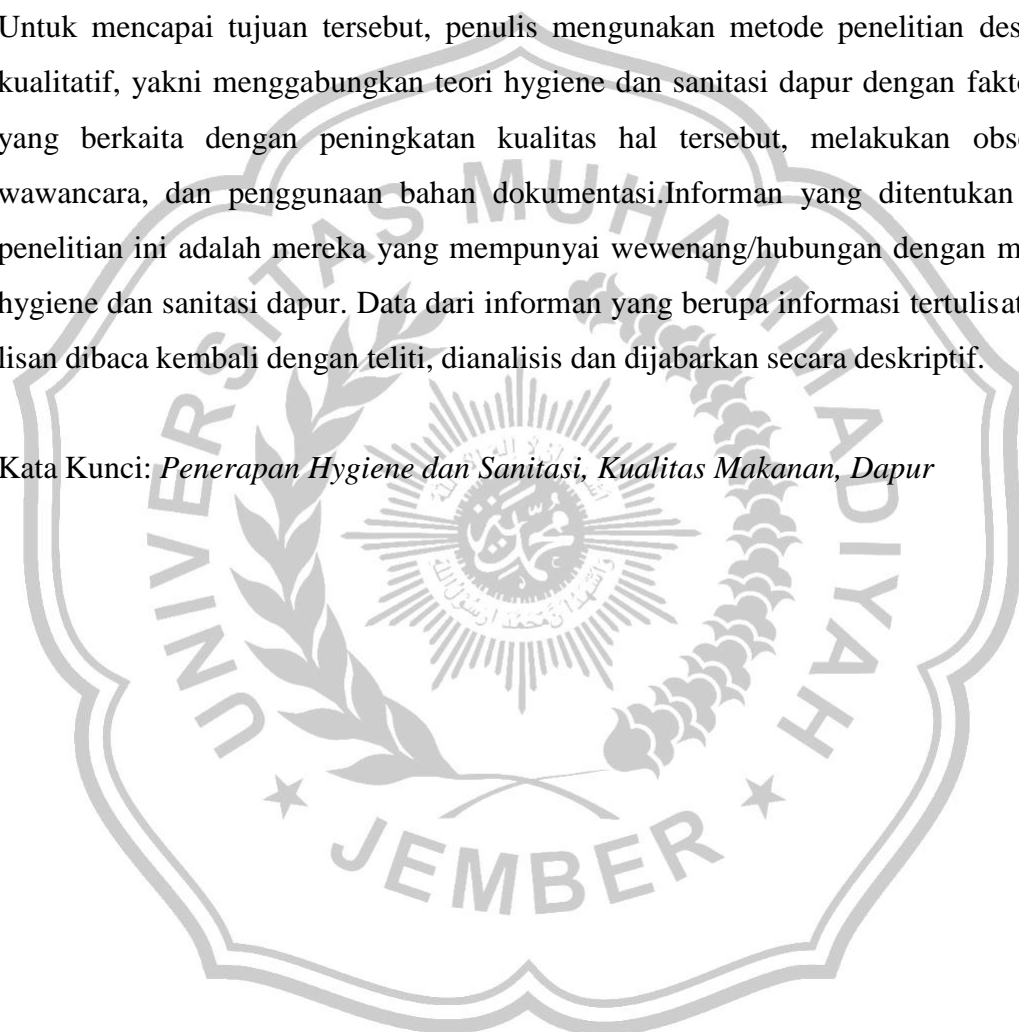 Untuk mencapai tujuan tersebut, penulis mengunakan metode penelitian des
kualitatif, yakni menggabungkan teori hygiene dan sanitasi dapur dengan fakto
yang berkaita dengan peningkatan kualitas hal tersebut, melakukan obse
wawancara, dan penggunaan bahan dokumentasi.Informan yang ditentukan
penelitian ini adalah mereka yang mempunyai wewenang/hubungan dengan m
hygiene dan sanitasi dapur. Data dari informan yang berupa informasi tertulisat
lisan dibaca kembali dengan teliti, dianalisis dan dijabarkan secara deskriptif.
Kata Kunci: Penerapan Hygiene dan Sanitasi, Kualitas Makanan, Dapur
UNIVERSITAS MUHAMMADIYAH
JEMBER